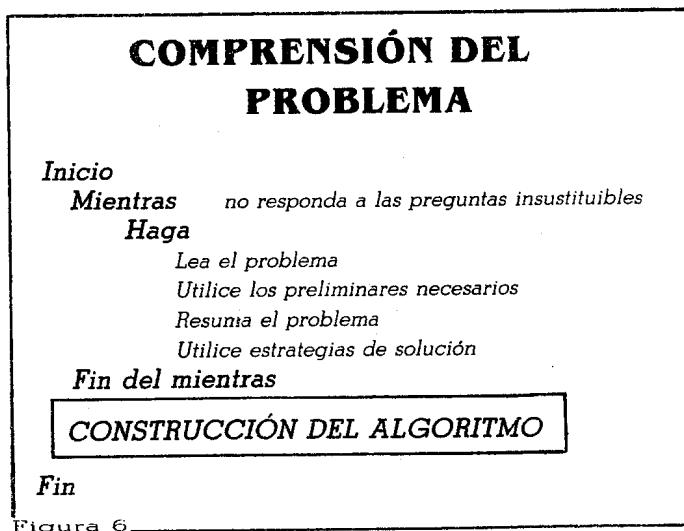 COMPRENSIÓN DEL
PROBLEMA
Inicio
Mientras no responda a las preguntas insustituibles
Haga
Lea el problema
Utilice los preliminares necesarios
Resuma el problema
Utilice estrategias de solución
Fin del mientras
CONSTRUCCIÓN DEL ALGORITMO
Fin
Figura 6